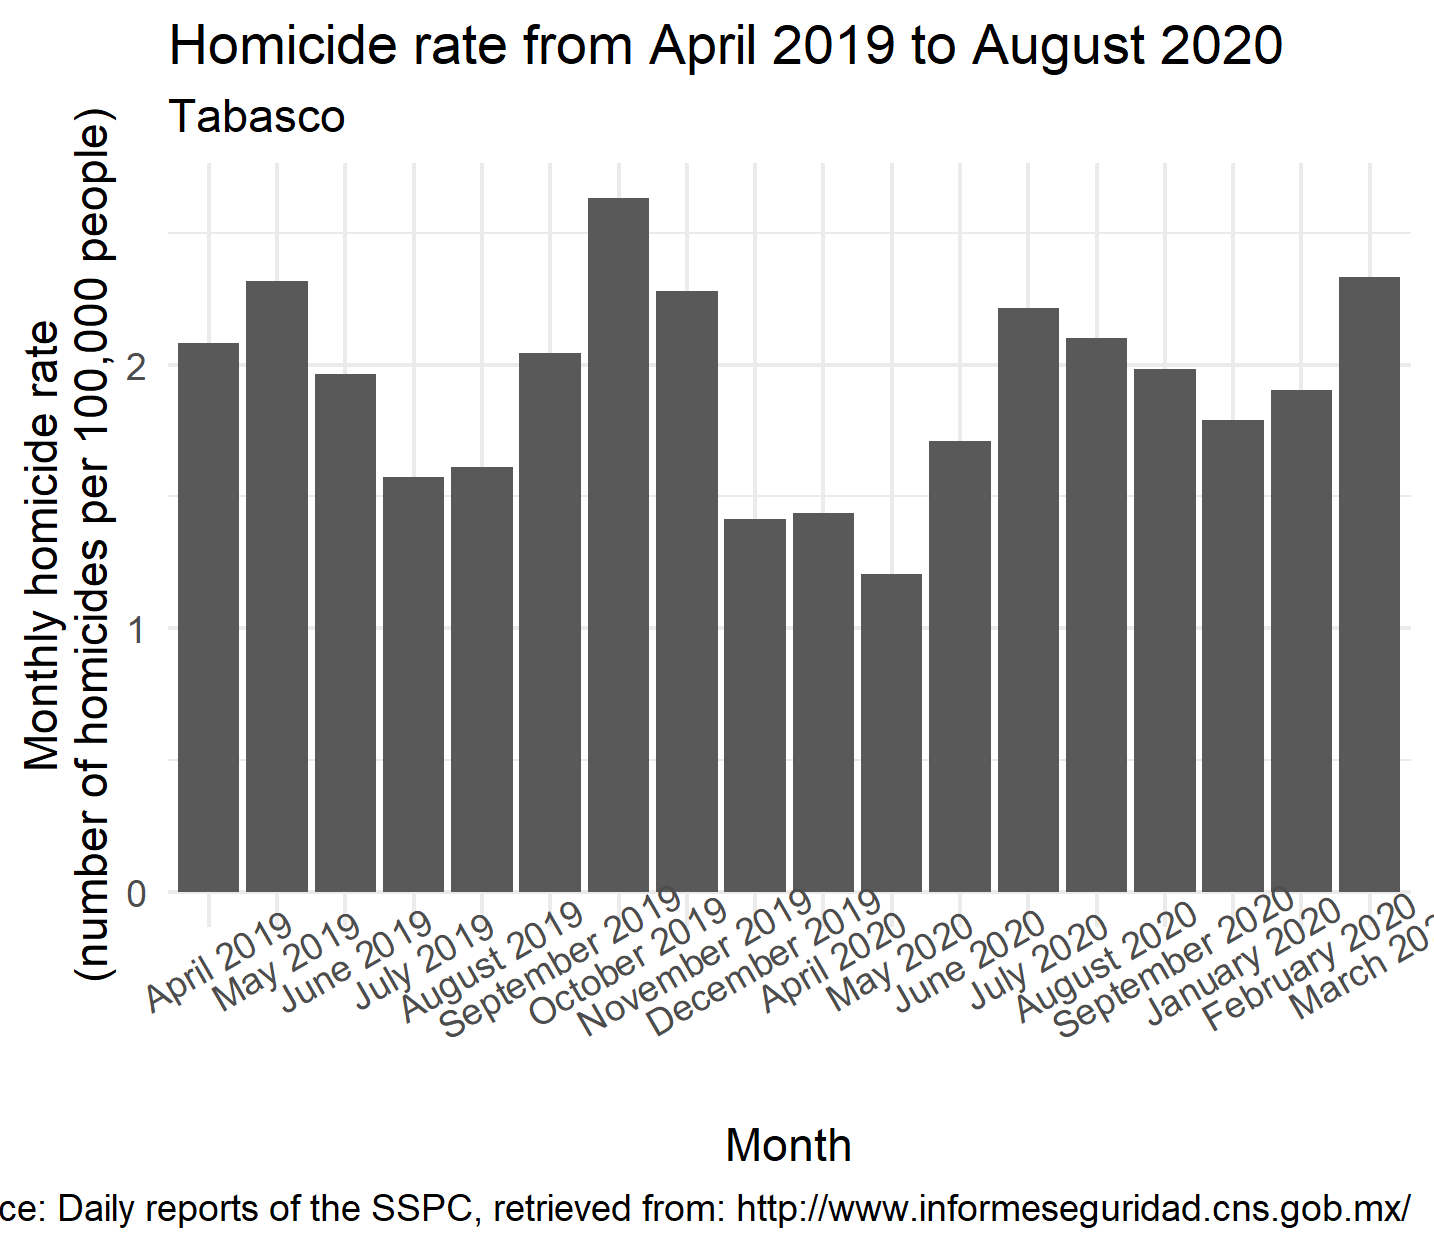 Homicide rate from April 2019 to August 2020
Tabasco
Monthly homicide rate
(number of homicides per 100,000 people)
2
1
0
April 2019
May 2019
June 2019
July 2019
August 2019
September 2019
October 2019
November 2019
December 2019
April 2020
May 2020
June 2020
July 2020
August 2020
September 2020
January 2020
February 2020
March 202
Month
ce: Daily reports of the SSPC, retrieved from: http://www.informeseguridad.cns.gob.mx/